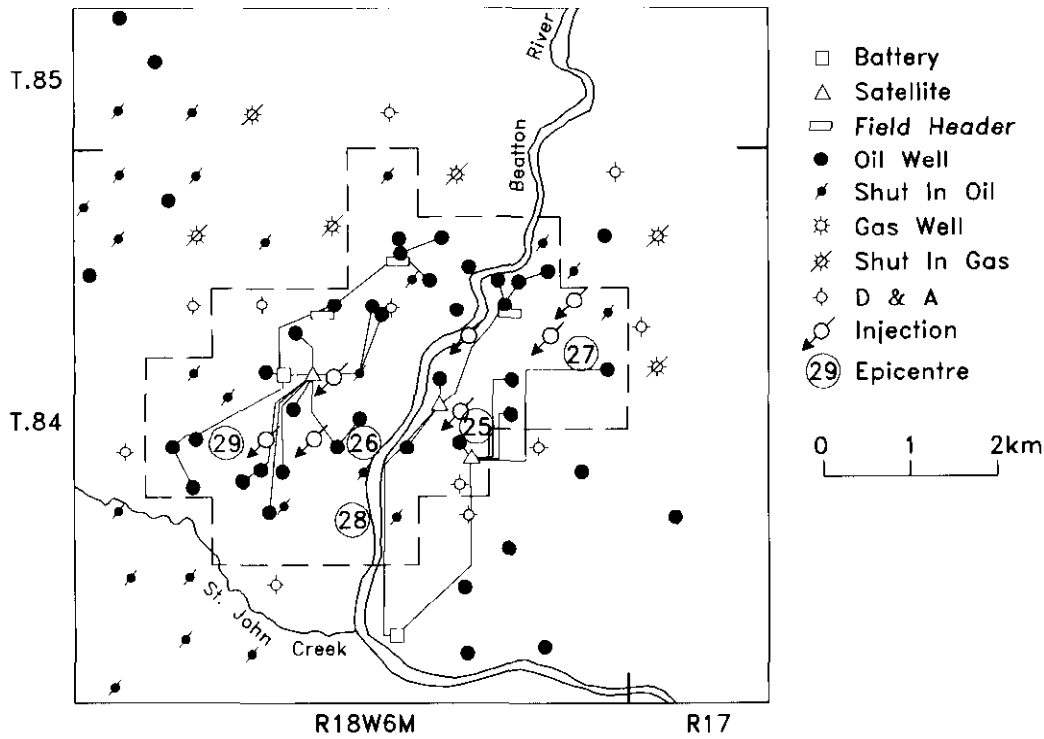 T.85
T.84
River
Beatton
27
25
29
26
28
St. John
Creek
R18W6M
R17
Battery
Satellite
Field Header
Oil Well
Shut In Oil
Gas Well
Shut In Gas
D & A
Injection
29 Epicentre
0 1 2km